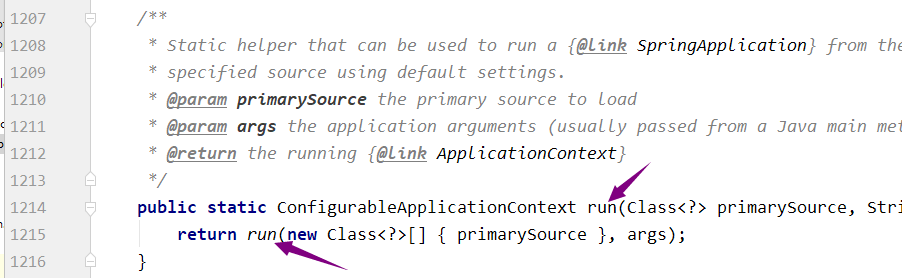 1207 /**
1208 * Static helper that can be used to run a {@link SpringApplication} from the
1209 * specified source using default settings.
1210 * @param primarySource the primary source to load
1211 * @param args the application arguments (usually passed from a Java main met
1212 * @return the running {@link ApplicationContext}
1213 */
1214 public static ConfigurableApplicationContext run(Class<?> primarySource, Stri
1215 return run(new Class<?>[] { primarySource }, args);
1216 }